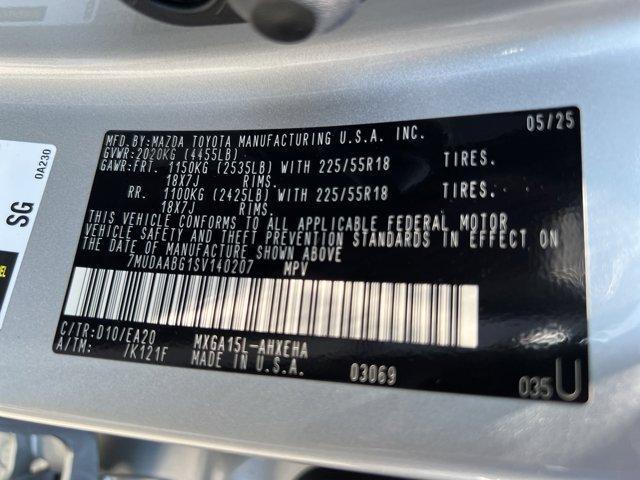 MFD.BY:MAZDA TOYOTA MANUFACTURING U.S.A. INC. 05/25
GVWR:2020KG (4455LB)
GAWR:FRT. 1150KG (2535LB) WITH 225/55R18 TIRES.
18X7J RIMS.
RR. 1100KG (2425LB) WITH 225/55R18 TIRES.
18X7J RIMS.
THIS VEHICLE CONFORMS TO ALL APPLICABLE FEDERAL MOTOR
VEHICLE SAFETY AND THEFT PREVENTION STANDARDS IN EFFECT ON
THE DATE OF MANUFACTURE SHOWN ABOVE
7MUDAABG1SV140207 MPV
C/TR:D10/EA20 MXGA15L-AHXEHA
A/TM: /K121F MADE IN U.S.A. 03069 035U
0A230
SG